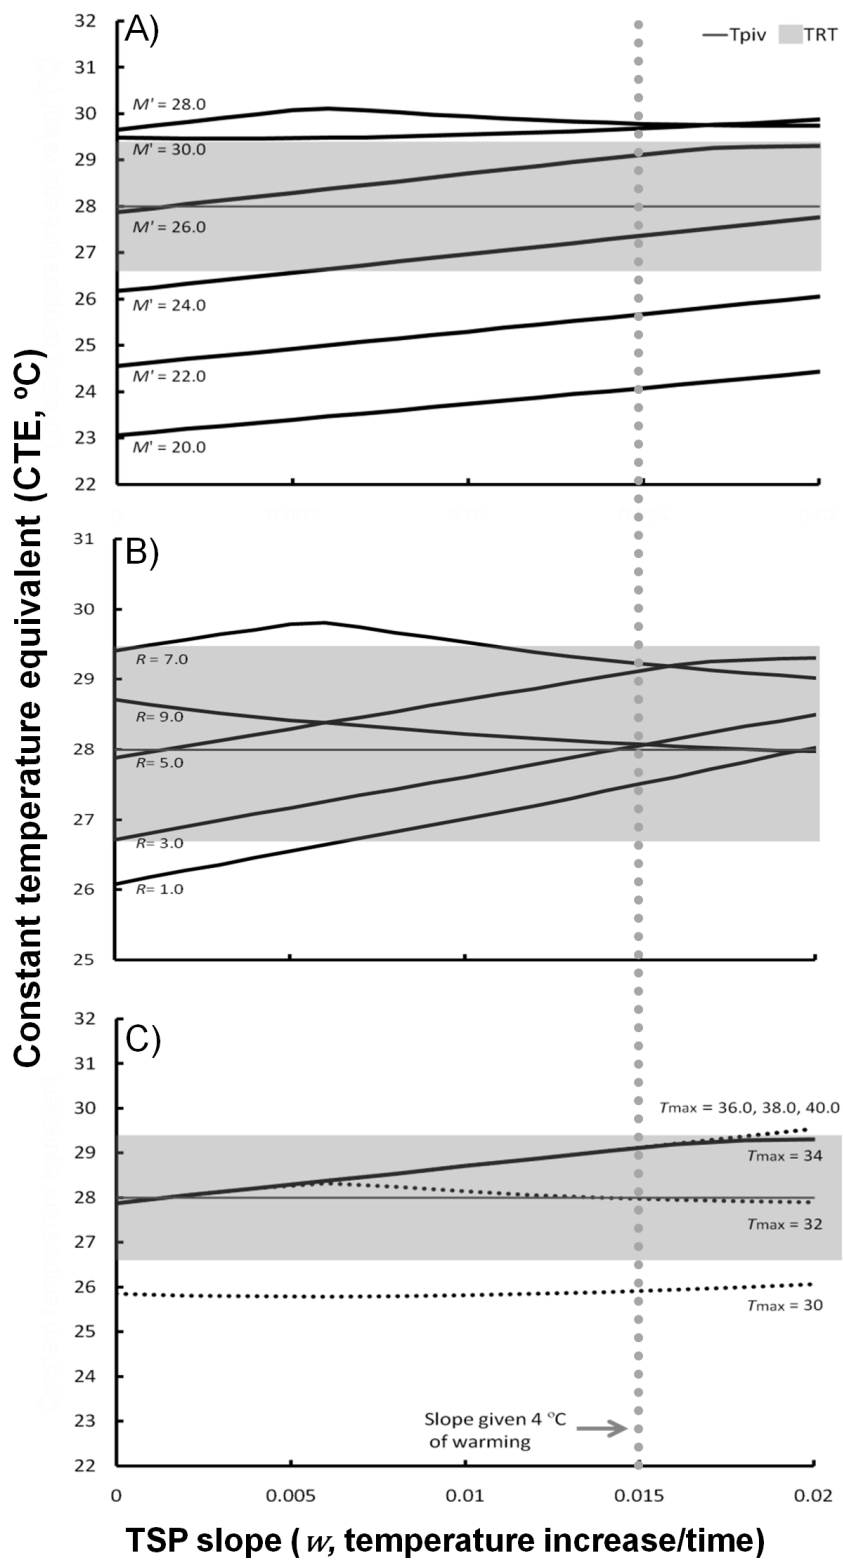 Constant temperature equivalent (CTE, ºC)
A)
Tpiv
TRT
32
31
30
29
28
27
26
25
24
23
22
M' = 28.0
M' = 30.0
M' = 26.0
M' = 24.0
M' = 22.0
M' = 20.0
B)
31
30
29
28
27
26
25
R = 7.0
R = 9.0
R= 5.0
R= 3.0
R= 1.0
C)
32
31
30
29
28
27
26
25
24
23
22
Tmax = 36.0, 38.0, 40.0
Tmax = 34
Tmax = 32
Tmax = 30
Slope given 4 ºC
of warming
0
0.005
0.01
0.015
0.02
TSP slope (w, temperature increase/time)